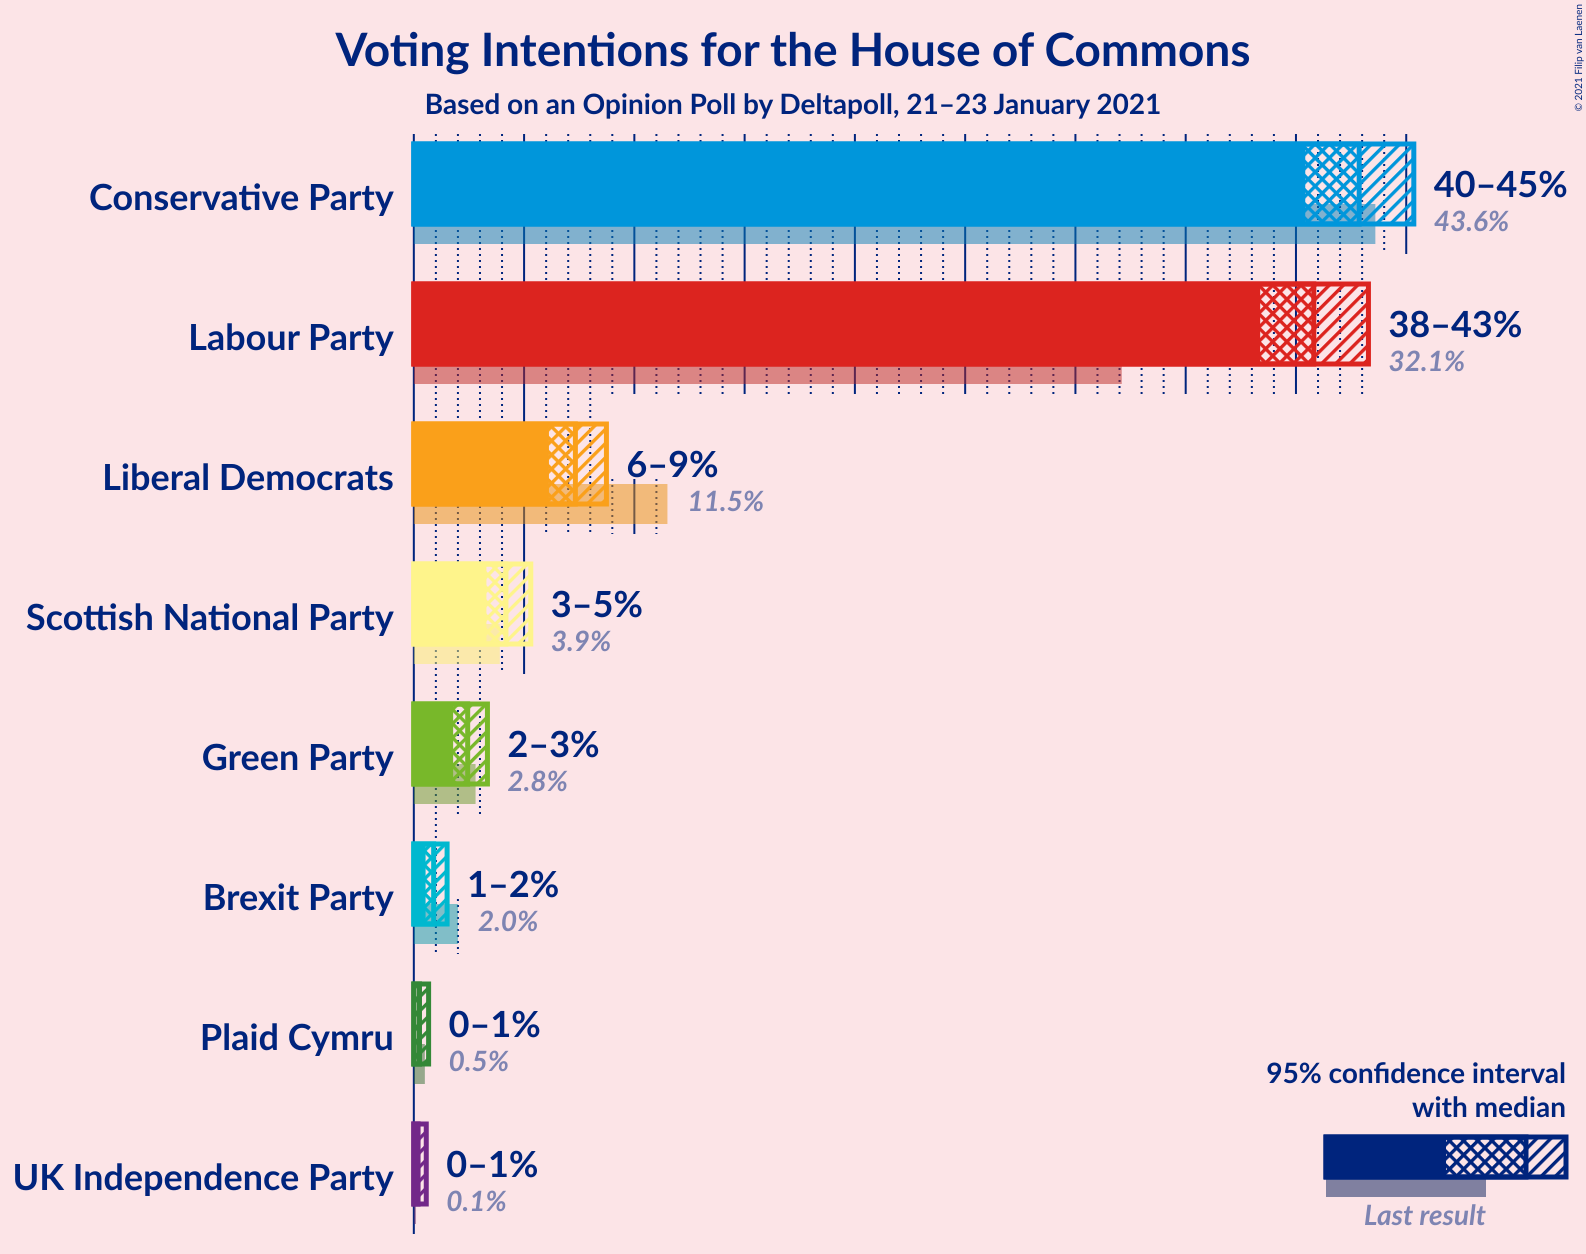 © 2021 Filip van Laenen
Voting Intentions for the House of Commons
Based on an Opinion Poll by Deltapoll, 21–23 January 2021
Conservative Party
40–45%
43.6%
Labour Party
38–43%
32.1%
Liberal Democrats
6–9%
11.5%
Scottish National Party
3–5%
3.9%
Green Party
2–3%
2.8%
Brexit Party
1–2%
2.0%
Plaid Cymru
0–1%
0.5%
UK Independence Party
0–1%
0.1%
95% confidence interval
with median
Last result